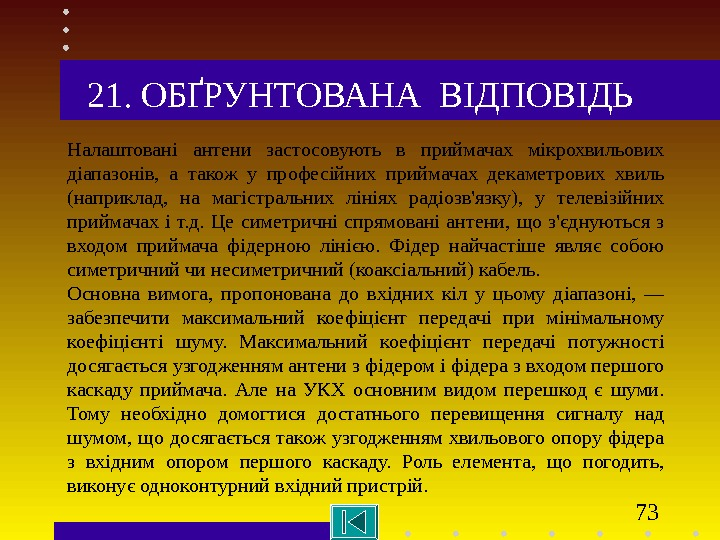 21. ОБҐРУНТОВАНА ВІДПОВІДЬ
Налаштовані антени застосовують в приймачах мікрохвильових
діапазонів, а також у професійних приймачах декаметрових хвиль
(наприклад, на магістральних лініях радіозв'язку), у телевізійних
приймачах і т.д. Це симетричні спрямовані антени, що з'єднуються з
входом приймача фідерною лінією. Фідер найчастіше являє собою
симетричний чи несиметричний (коаксіальний) кабель.
Основна вимога, пропонована до вхідних кіл у цьому діапазоні, —
забезпечити максимальний коефіцієнт передачі при мінімальному
коефіцієнті шуму. Максимальний коефіцієнт передачі потужності
досягається узгодженням антени з фідером і фідера з входом першого
каскаду приймача. Але на УКХ основним видом перешкод є шуми.
Тому необхідно домогтися достатнього перевищення сигналу над
шумом, що досягається також узгодженням хвильового опору фідера
з вхідним опором першого каскаду. Роль елемента, що погодить,
виконує одноконтурний вхідний пристрій.
73